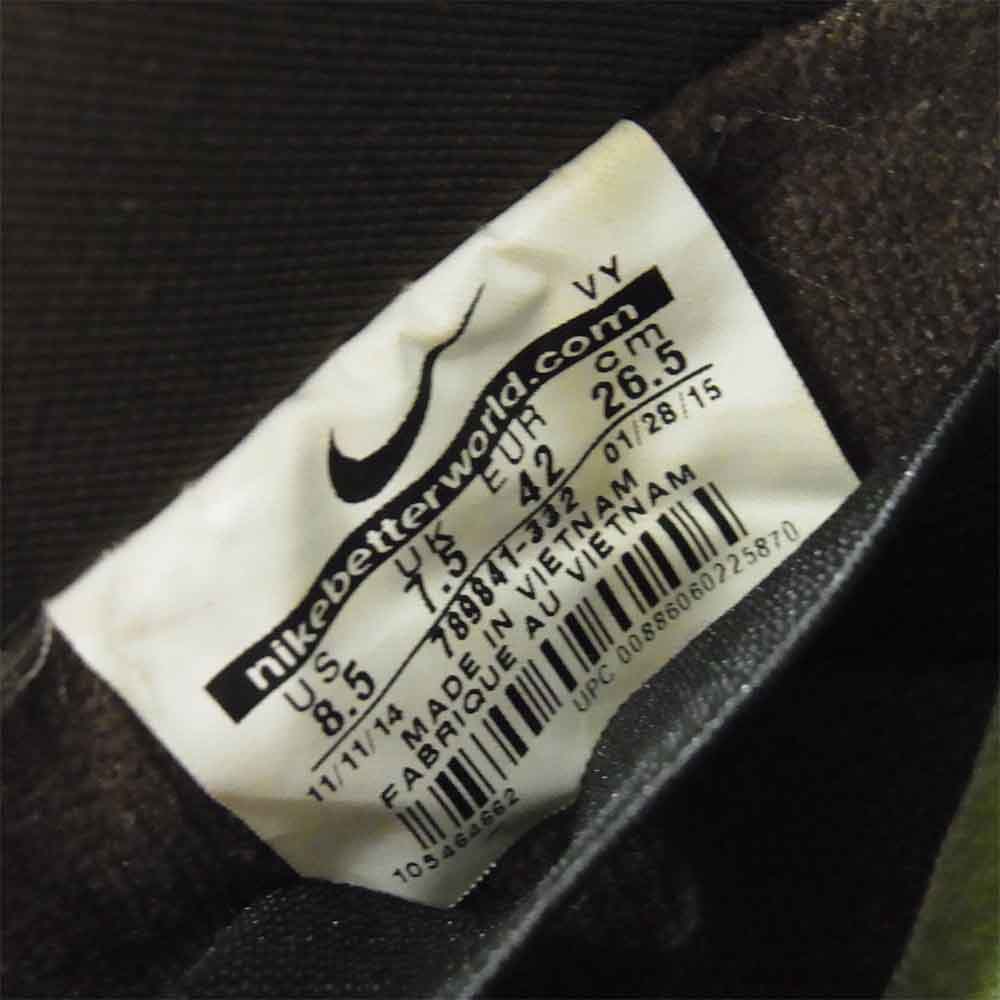 VY
nikebetterworld.com
US UK EUR cm
8.5 7.5 42 26.5
11/11/14 789841-332 01/28/15
MADE IN VIETNAM
FABRIQUE AU VIETNAM
105464662 UPC 00886060225870